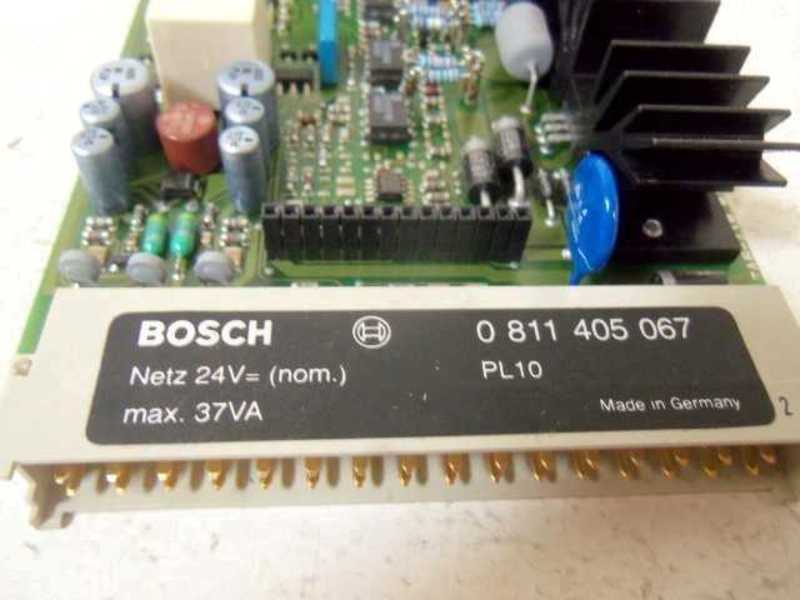 BOSCH 0 811 405 067
Netz 24V= (nom.) PL10
max. 37VA Made in Germany 2